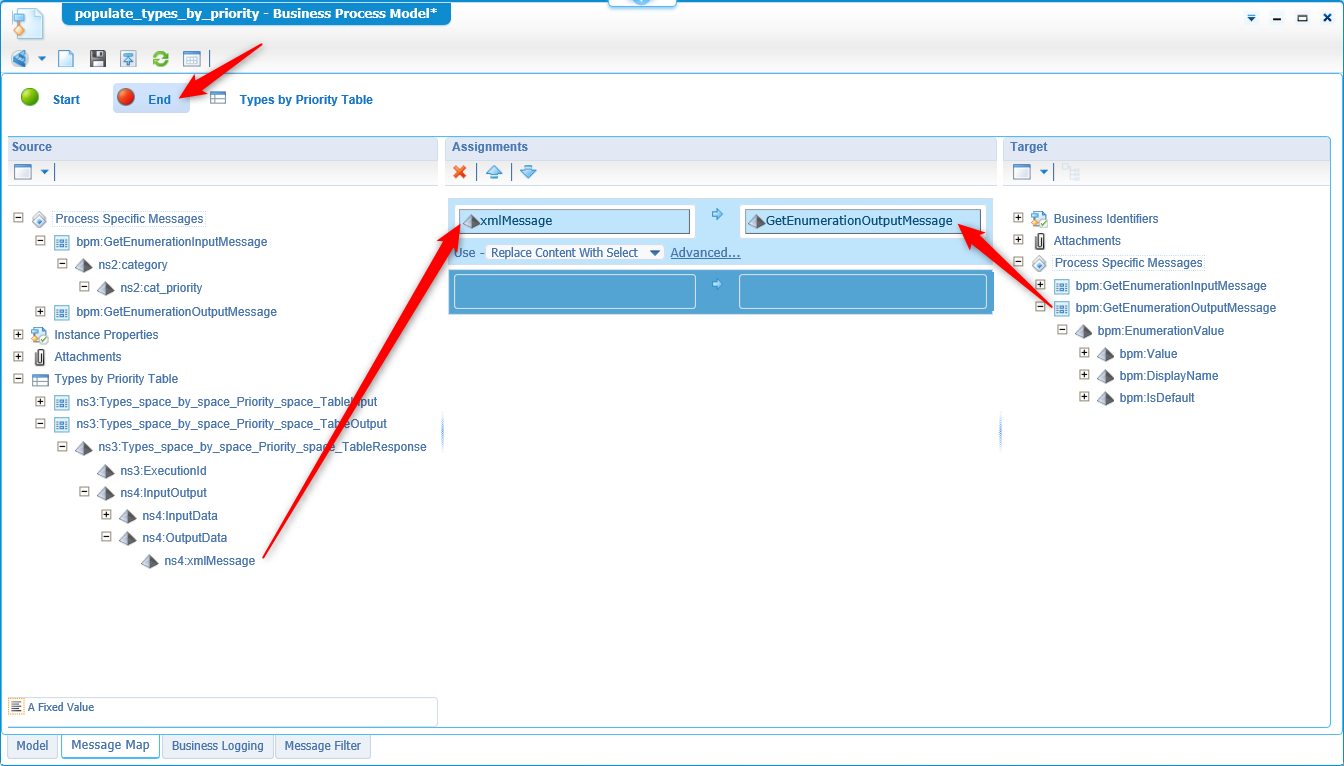 populate_types_by_priority - Business Process Model*
Start
End
Types by Priority Table
Source
Process Specific Messages
bpm:GetEnumerationInputMessage
ns2:category
ns2:cat_priority
bpm:GetEnumerationOutputMessage
Instance Properties
Attachments
Types by Priority Table
ns3:Types_space_by_space_Priority_space_TableInput
ns3:Types_space_by_space_Priority_space_TableOutput
ns3:Types_space_by_space_Priority_space_TableResponse
ns3:ExecutionId
ns4:InputOutput
ns4:InputData
ns4:OutputData
ns4:xmlMessage
A Fixed Value
Assignments
xmlMessage
GetEnumerationOutputMessage
Use - Replace Content With Select Advanced...
Target
Business Identifiers
Attachments
Process Specific Messages
bpm:GetEnumerationInputMessage
bpm:GetEnumerationOutputMessage
bpm:EnumerationValue
bpm:Value
bpm:DisplayName
bpm:IsDefault
Model
Message Map
Business Logging
Message Filter